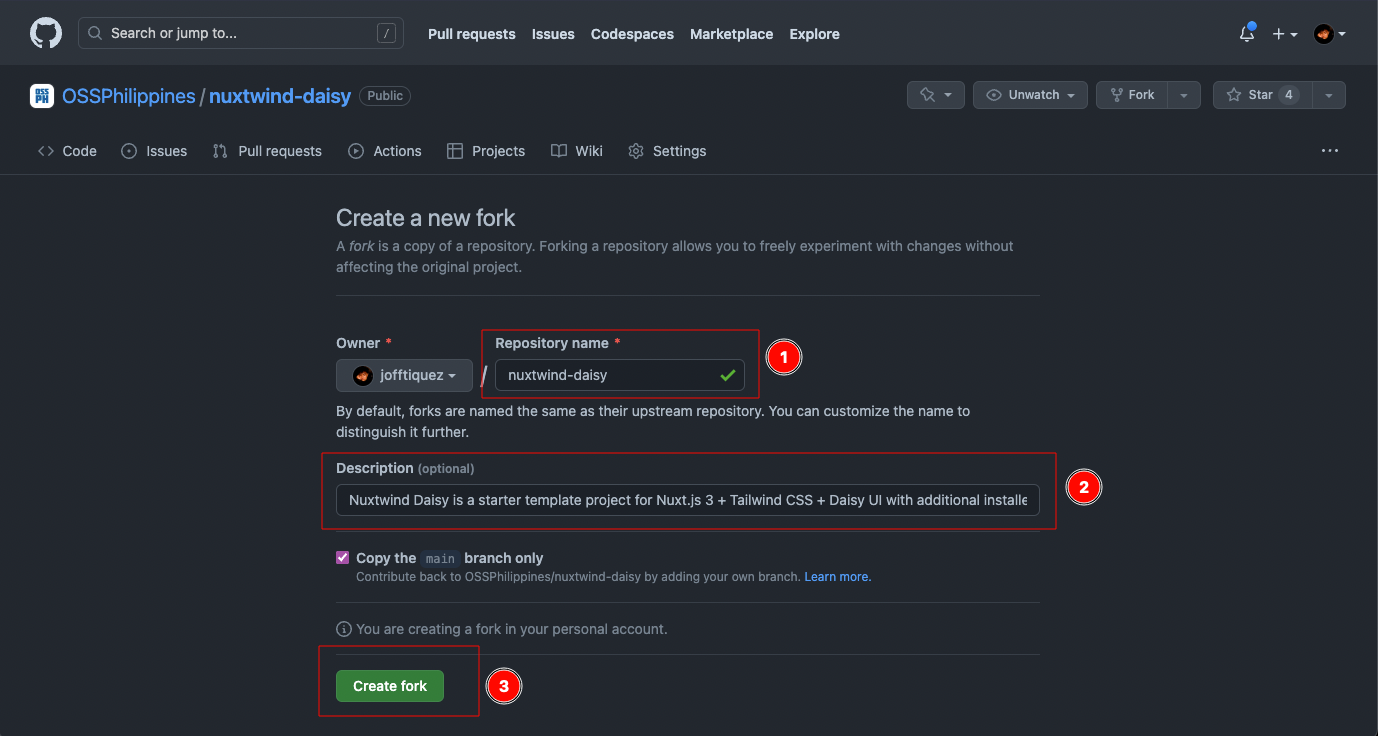 Search or jump to... /
Pull requests Issues Codespaces Marketplace Explore
OSS PH OSSPhilippines / nuxtwind-daisy Public
Unwatch Fork Star 4
Code Issues Pull requests Actions Projects Wiki Settings
Create a new fork
A fork is a copy of a repository. Forking a repository allows you to freely experiment with changes without
affecting the original project.
Owner * Repository name *
jofftiquez / nuxtwind-daisy
1
By default, forks are named the same as their upstream repository. You can customize the name to
distinguish it further.
Description (optional)
Nuxtwind Daisy is a starter template project for Nuxt.js 3 + Tailwind CSS + Daisy UI with additional installe
2
Copy the main branch only
Contribute back to OSSPhilippines/nuxtwind-daisy by adding your own branch. Learn more.
You are creating a fork in your personal account.
Create fork
3